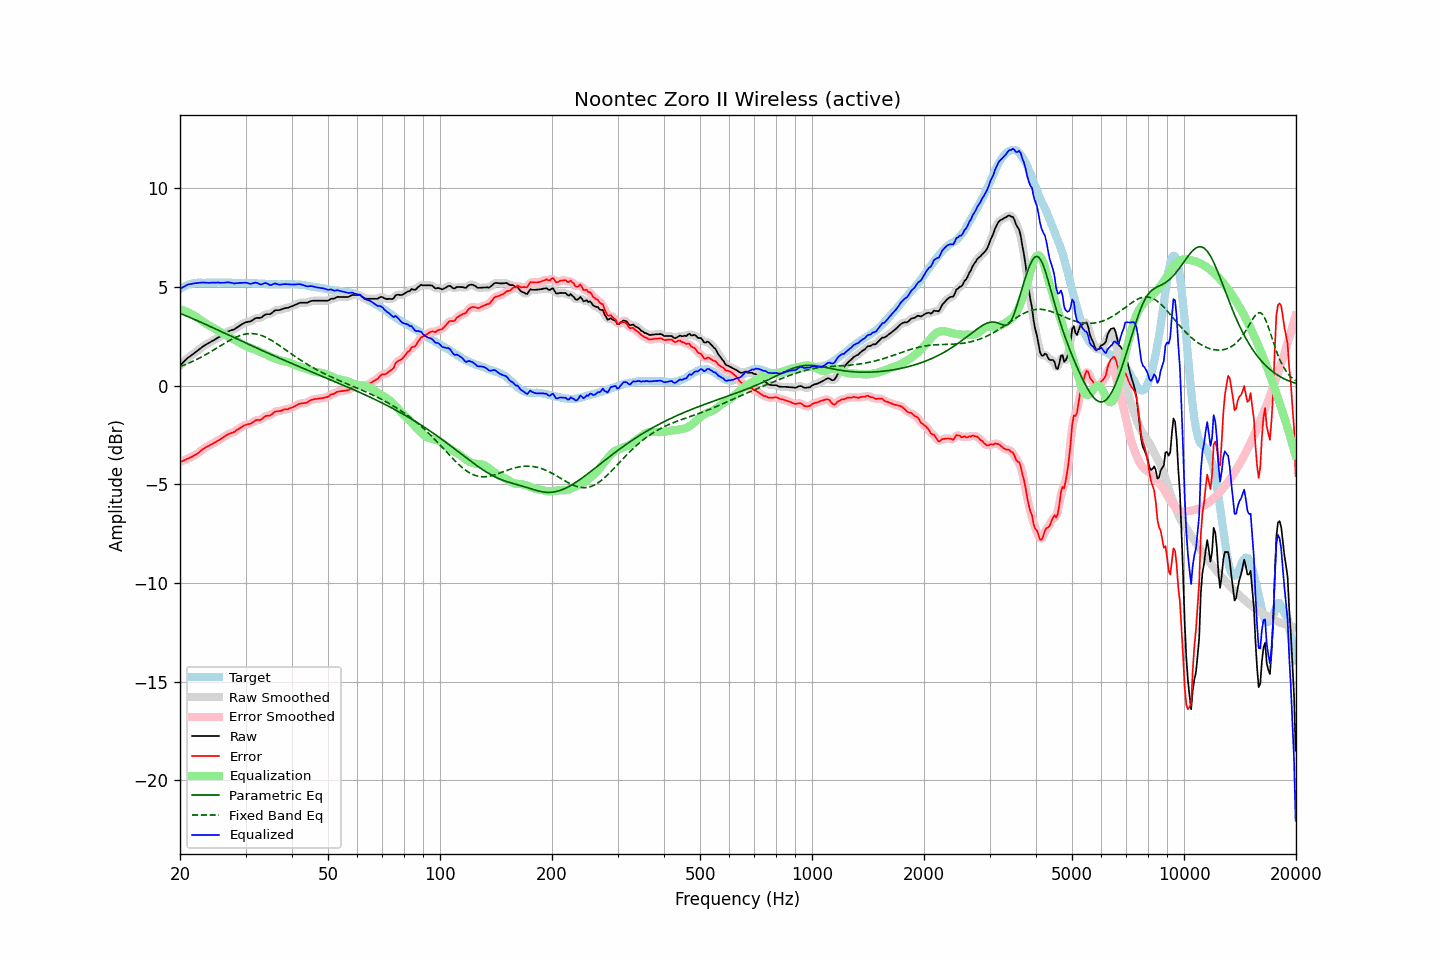 Noontec Zoro II Wireless (active)
Amplitude (dBr)
10
5
0
−5
−10
−15
−20
Target
Raw Smoothed
Error Smoothed
Raw
Error
Equalization
Parametric Eq
Fixed Band Eq
Equalized
20 50 100 200 500 1000 2000 5000 10000 20000
Frequency (Hz)